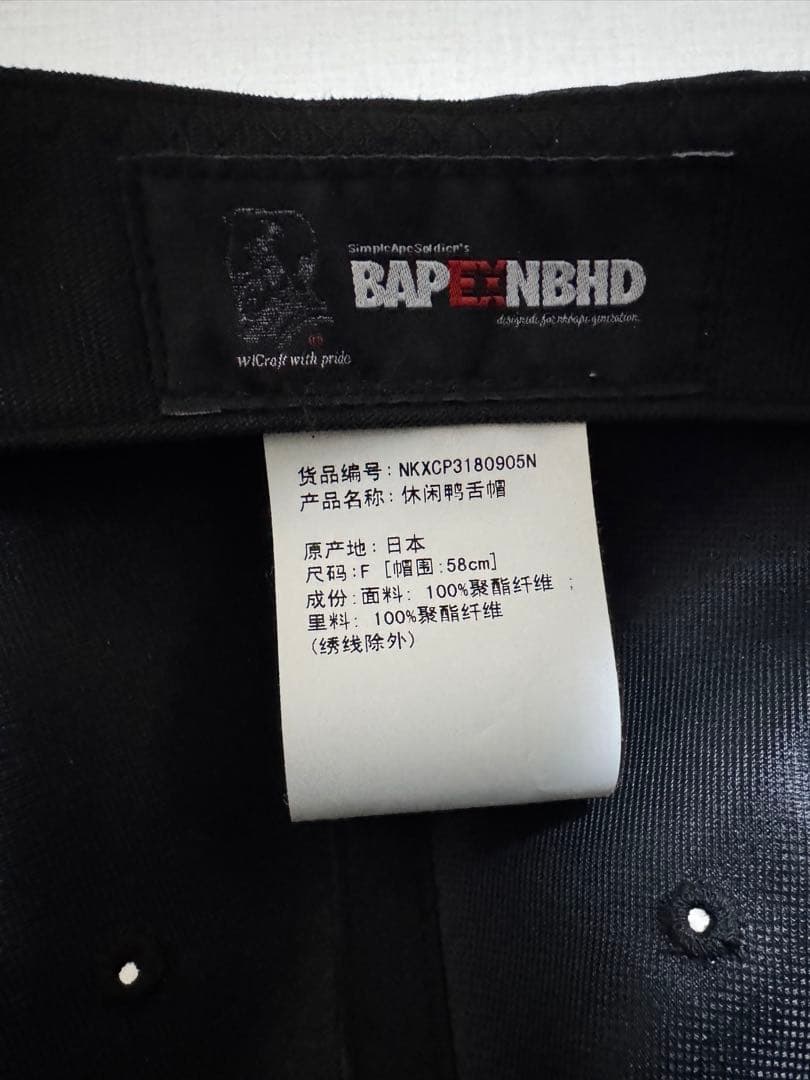 SimpleApeSoldier's
BAPE NBHD
WlCraft with pride
货品编号: NKXCP3180905N
产品名称: 休闲鸭舌帽
原产地: 日本
尺码:F [帽围:58cm]
成份:面料: 100%聚酯纤维 ;
里料: 100%聚酯纤维
(绣线除外)